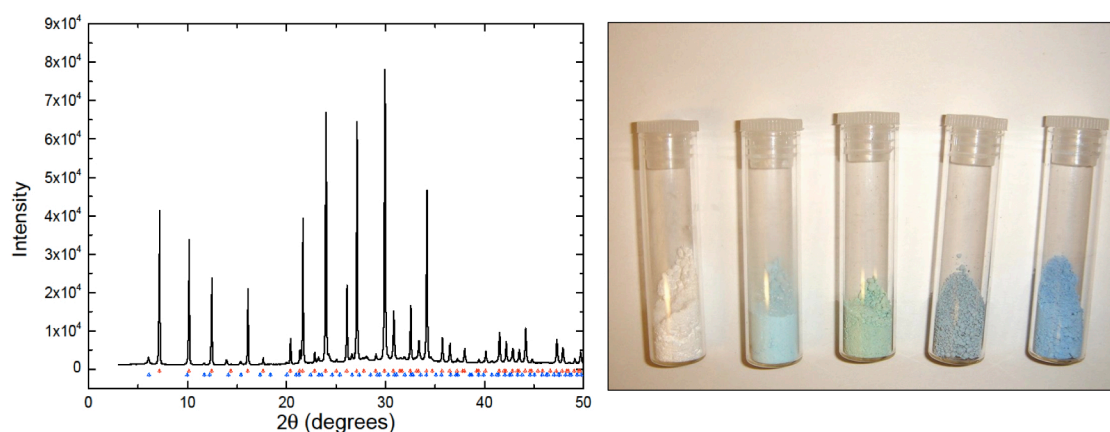 9x10⁴
8x10⁴
7x10⁴
6x10⁴
5x10⁴
4x10⁴
3x10⁴
2x10⁴
1x10⁴
0
Intensity
0 10 20 30 40 50
2θ (degrees)